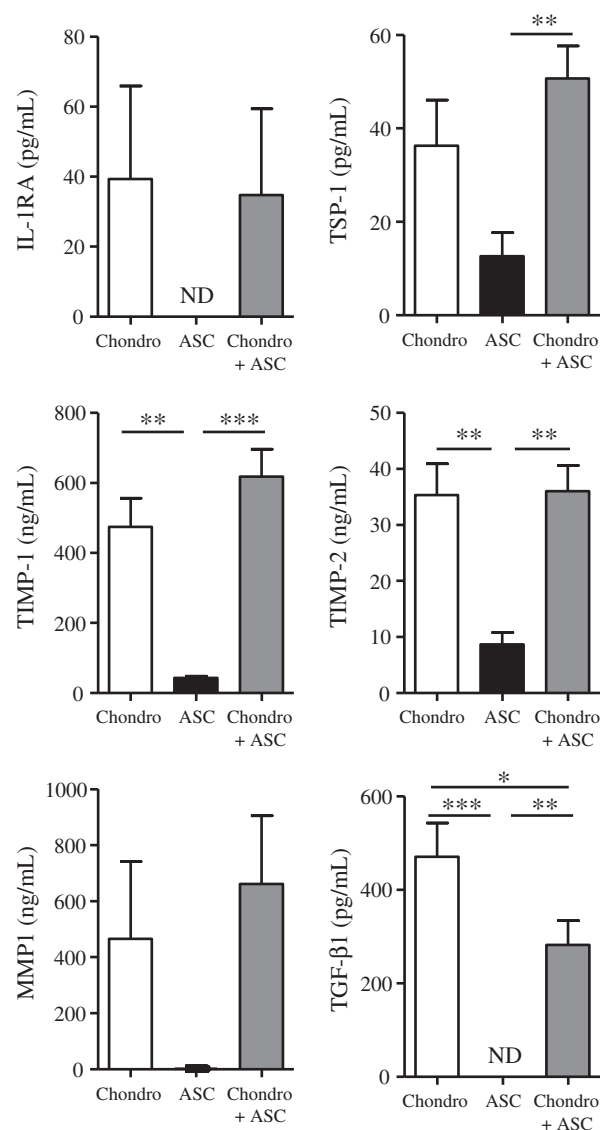 IL-1RA (pg/mL)
80
60
40
20
0
ND
Chondro ASC Chondro
+ ASC
TSP-1 (pg/mL)
**
60
40
20
0
Chondro ASC Chondro
+ ASC
TIMP-1 (ng/mL)
** ***
800
600
400
200
0
Chondro ASC Chondro
+ ASC
TIMP-2 (ng/mL)
** **
50
40
30
20
10
0
Chondro ASC Chondro
+ ASC
MMP1 (ng/mL)
1000
800
600
400
200
0
Chondro ASC Chondro
+ ASC
TGF-β1 (pg/mL)
*
*** **
600
400
200
0
ND
Chondro ASC Chondro
+ ASC